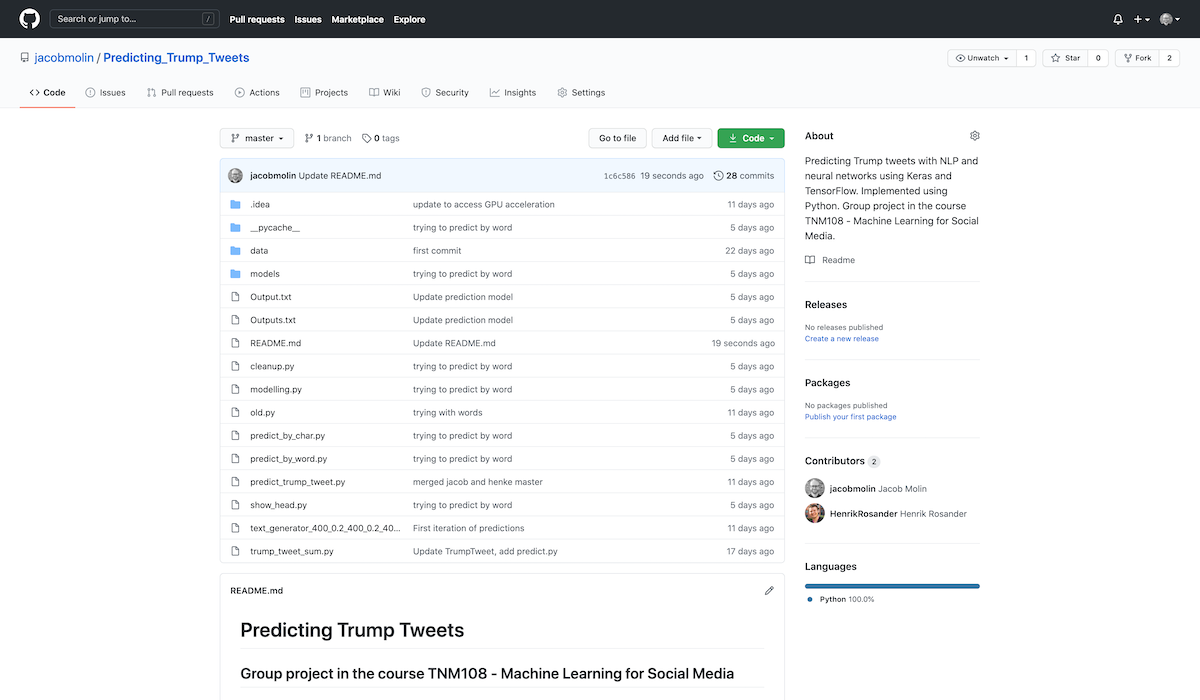 Search or jump to... /
Pull requests Issues Marketplace Explore
jacobmolin / Predicting_Trump_Tweets
Unwatch 1 Star 0 Fork 2
Code Issues Pull requests Actions Projects Wiki Security Insights Settings
master 1 branch 0 tags Go to file Add file Code
jacobmolin Update README.md 1c6c586 19 seconds ago 28 commits
.idea update to access GPU acceleration 11 days ago
__pycache__ trying to predict by word 5 days ago
data first commit 22 days ago
models trying to predict by word 5 days ago
Output.txt Update prediction model 5 days ago
Outputs.txt Update prediction model 5 days ago
README.md Update README.md 19 seconds ago
cleanup.py trying to predict by word 5 days ago
modelling.py trying to predict by word 5 days ago
old.py trying with words 11 days ago
predict_by_char.py trying to predict by word 5 days ago
predict_by_word.py trying to predict by word 5 days ago
predict_trump_tweet.py merged jacob and henke master 11 days ago
show_head.py trying to predict by word 5 days ago
text_generator_400_0.2_400_0.2_40... First iteration of predictions 11 days ago
trump_tweet_sum.py Update TrumpTweet, add predict.py 17 days ago
README.md
Predicting Trump Tweets
Group project in the course TNM108 - Machine Learning for Social Media
About
Predicting Trump tweets with NLP and
neural networks using Keras and
TensorFlow. Implemented using
Python. Group project in the course
TNM108 - Machine Learning for Social
Media.
Readme
Releases
No releases published
Create a new release
Packages
No packages published
Publish your first package
Contributors 2
jacobmolin Jacob Molin
HenrikRosander Henrik Rosander
Languages
Python 100.0%